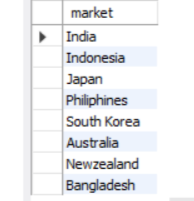 market
India
Indonesia
Japan
Philiphines
South Korea
Australia
Newzealand
Bangladesh